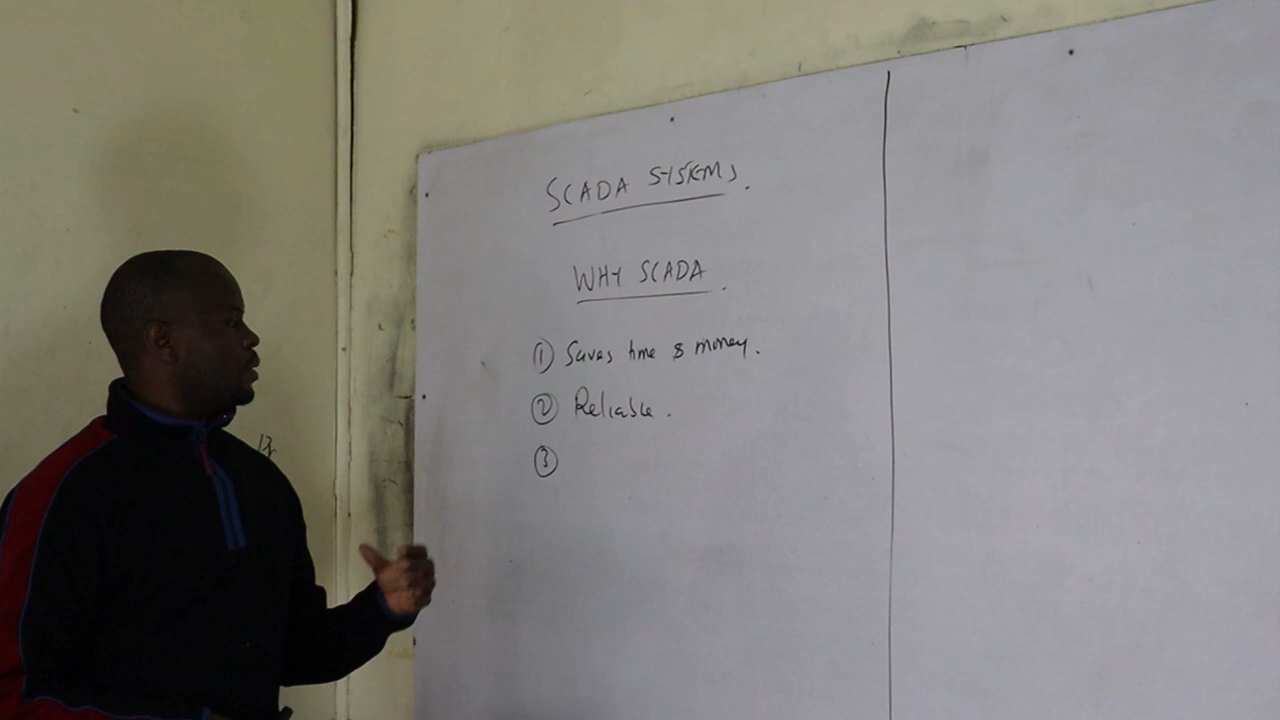 SCADA SYSTEMS.
WHY SCADA.
① Saves time & money.
② Reliable.
③